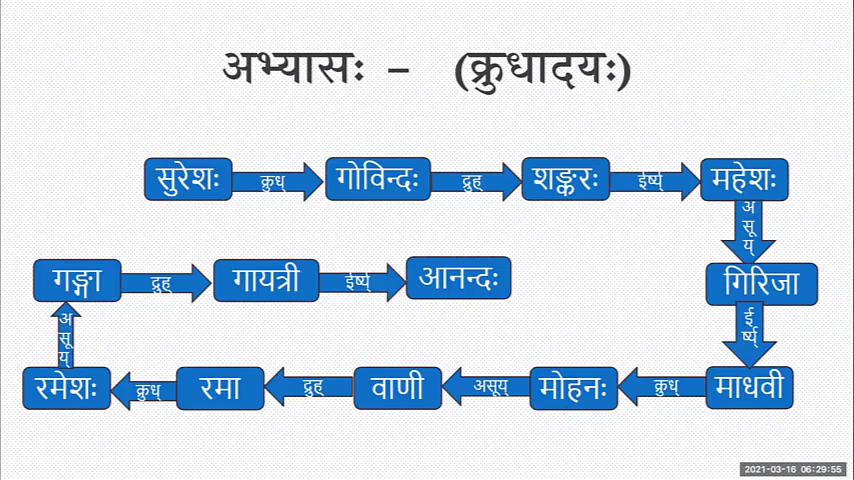 अभ्यासः – (क्रुधादयः)
सुरेशः क्रुध् गोविन्दः द्रुह् शङ्करः ईर्ष्य् महेशः
असूय्
गङ्गा द्रुह् गायत्री ईर्ष्य् आनन्दः गिरिजा
असूय् ईर्ष्य्
रमेशः क्रुध् रमा द्रुह् वाणी असूय् मोहनः क्रुध् माधवी
2021-03-16 06:29:55